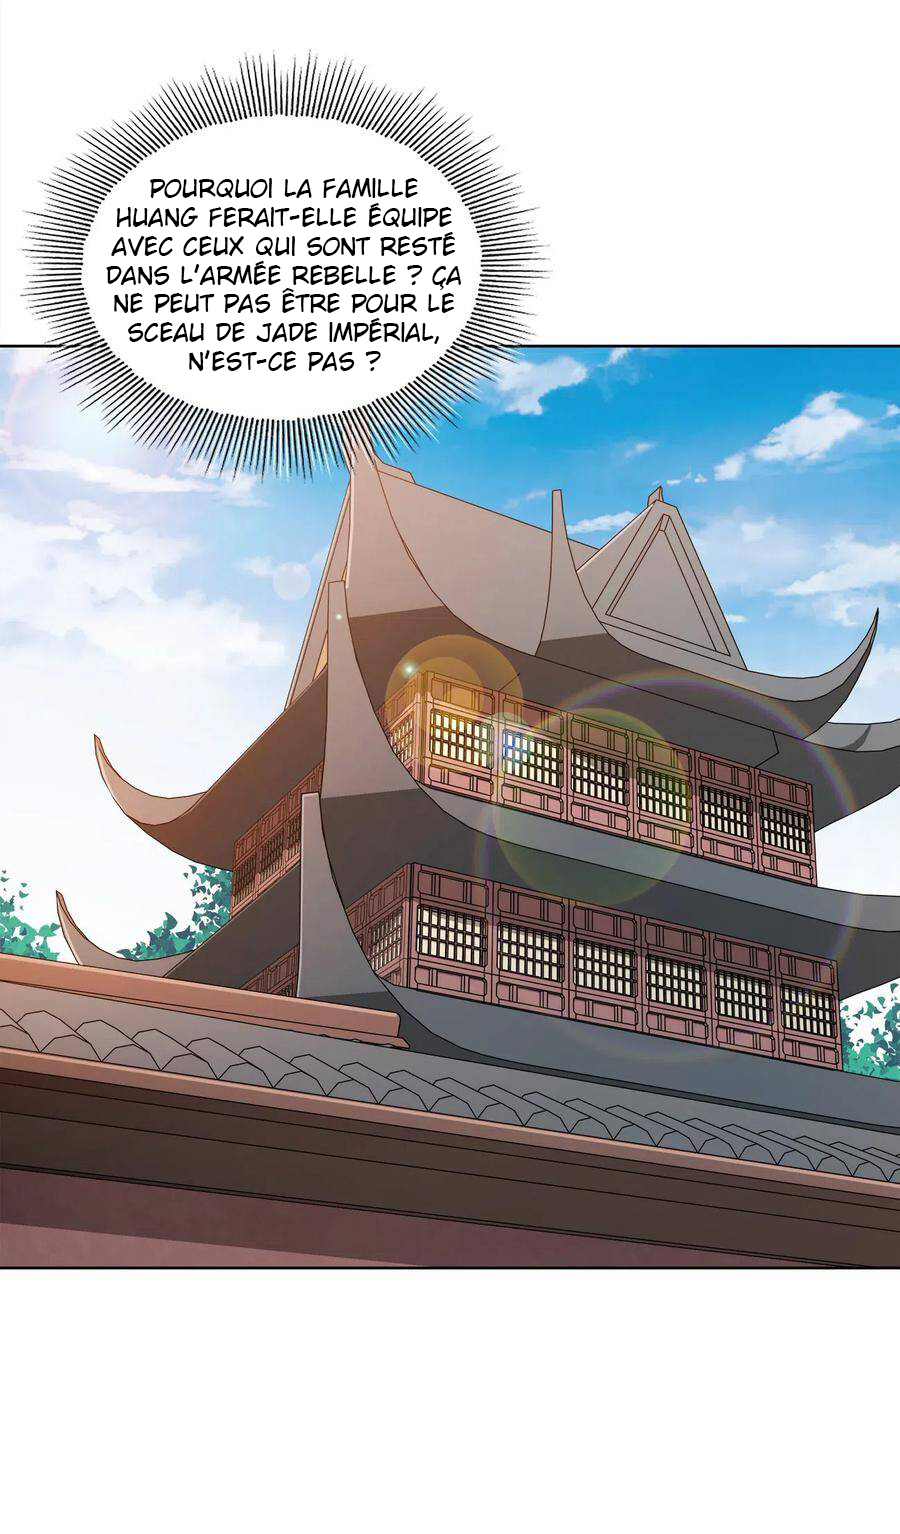 POURQUOI LA FAMILLE
HUANG FERAIT-ELLE ÉQUIPE
AVEC CEUX QUI SONT RESTÉ
DANS L'ARMÉE REBELLE ? ÇA
NE PEUT PAS ÊTRE POUR LE
SCEAU DE JADE IMPÉRIAL,
N'EST-CE PAS ?